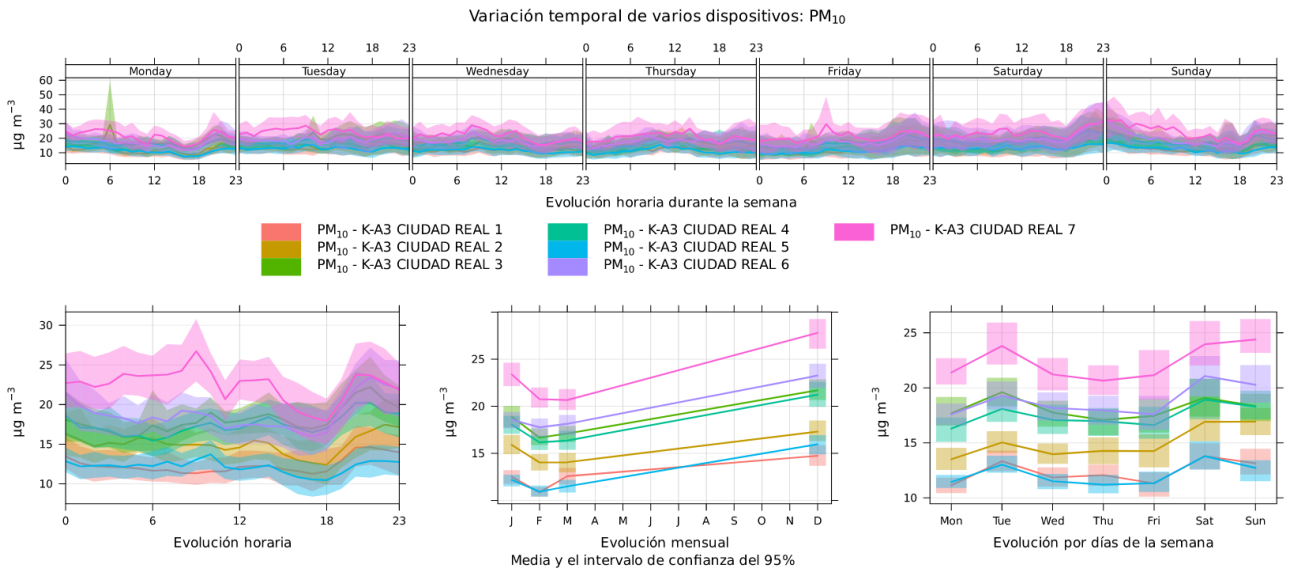 Variación temporal de varios dispositivos: PM₁₀
0 6 12 18 23 0 6 12 18 23 0 6 12 18 23
Monday Tuesday Wednesday Thursday Friday Saturday Sunday
60
50
40
30
20
10
µg m⁻³
0 6 12 18 23 0 6 12 18 23 0 6 12 18 23 0 6 12 18 23
Evolución horaria durante la semana
PM₁₀ - K-A3 CIUDAD REAL 1 PM₁₀ - K-A3 CIUDAD REAL 4 PM₁₀ - K-A3 CIUDAD REAL 7
PM₁₀ - K-A3 CIUDAD REAL 2 PM₁₀ - K-A3 CIUDAD REAL 5
PM₁₀ - K-A3 CIUDAD REAL 3 PM₁₀ - K-A3 CIUDAD REAL 6
30
25
20
15
10
µg m⁻³
0 6 12 18 23
Evolución horaria
25
20
15
µg m⁻³
J F M A M J J A S O N D
Evolución mensual
25
20
15
10
µg m⁻³
Mon Tue Wed Thu Fri Sat Sun
Evolución por días de la semana
Media y el intervalo de confianza del 95%